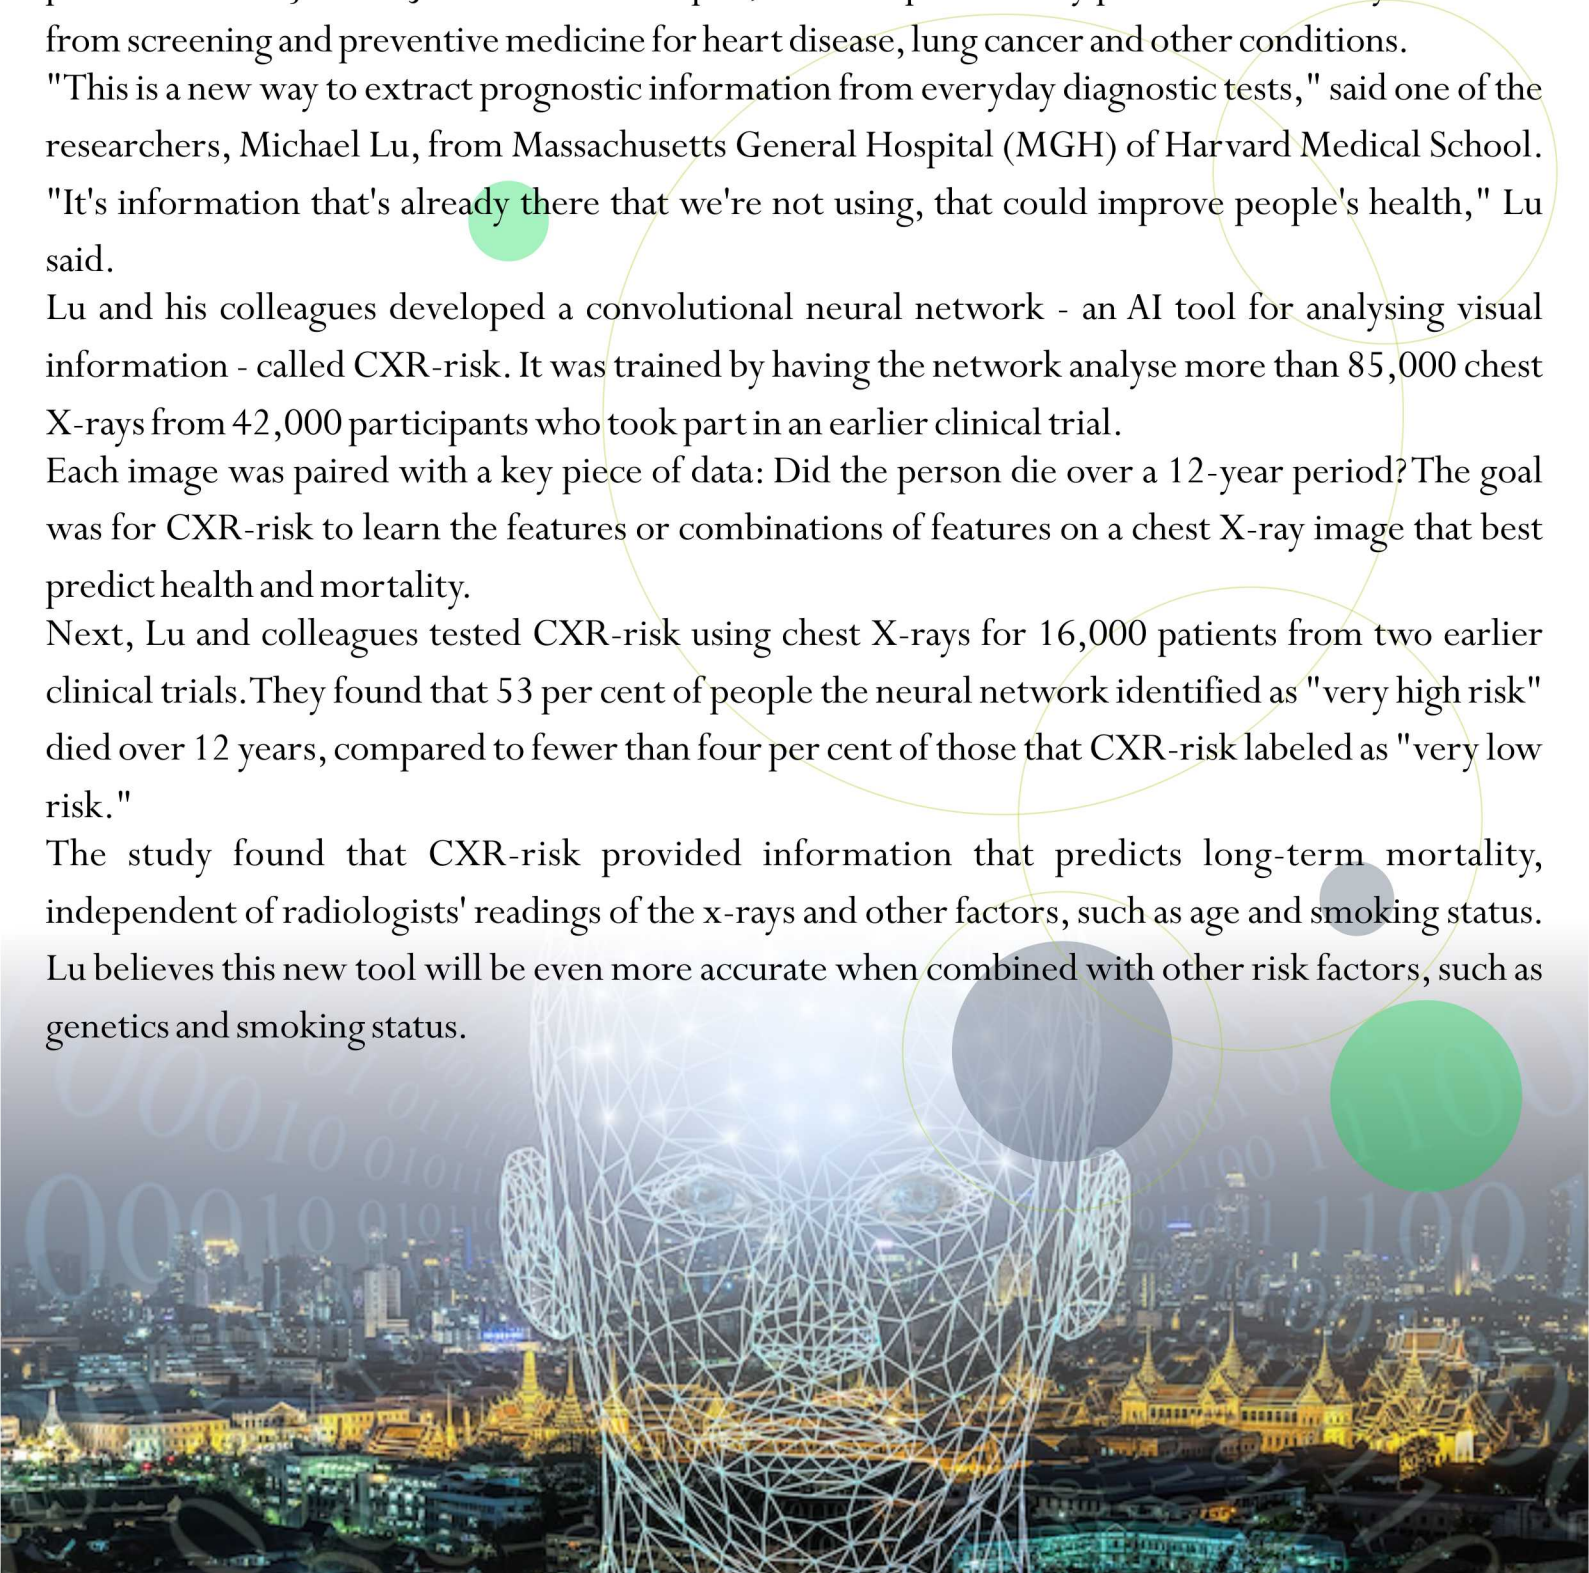 from screening and preventive medicine for heart disease, lung cancer and other conditions.
"This is a new way to extract prognostic information from everyday diagnostic tests," said one of the
researchers, Michael Lu, from Massachusetts General Hospital (MGH) of Harvard Medical School.
"It's information that's already there that we're not using, that could improve people's health," Lu
said.
Lu and his colleagues developed a convolutional neural network - an AI tool for analysing visual
information - called CXR-risk. It was trained by having the network analyse more than 85,000 chest
X-rays from 42,000 participants who took part in an earlier clinical trial.
Each image was paired with a key piece of data: Did the person die over a 12-year period? The goal
was for CXR-risk to learn the features or combinations of features on a chest X-ray image that best
predict health and mortality.
Next, Lu and colleagues tested CXR-risk using chest X-rays for 16,000 patients from two earlier
clinical trials. They found that 53 per cent of people the neural network identified as "very high risk"
died over 12 years, compared to fewer than four per cent of those that CXR-risk labeled as "very low
risk."
The study found that CXR-risk provided information that predicts long-term mortality,
independent of radiologists' readings of the x-rays and other factors, such as age and smoking status.
Lu believes this new tool will be even more accurate when combined with other risk factors, such as
genetics and smoking status.